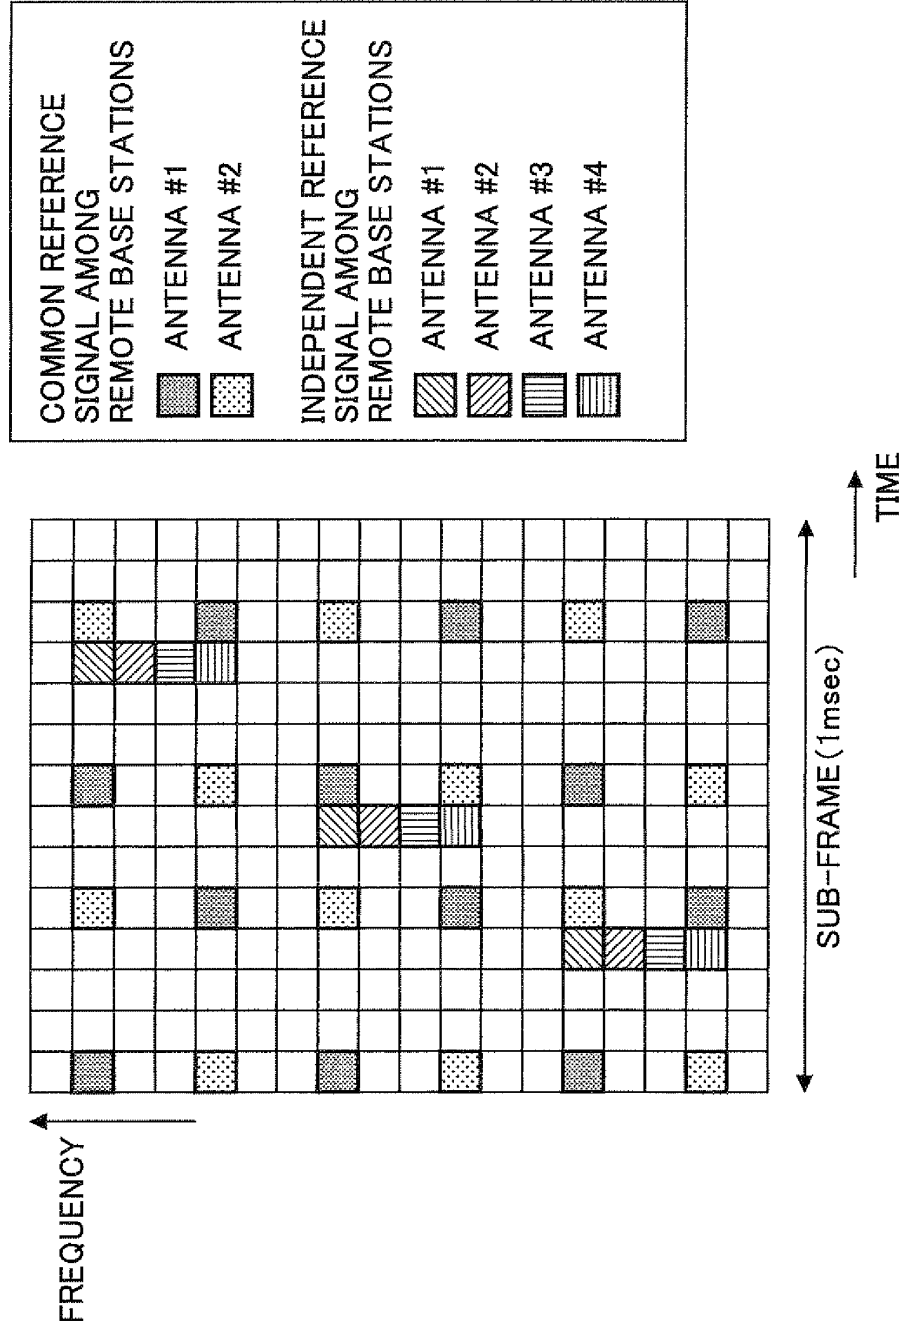 COMMON REFERENCE
SIGNAL AMONG
REMOTE BASE STATIONS
ANTENNA #1
ANTENNA #2
INDEPENDENT REFERENCE
SIGNAL AMONG
REMOTE BASE STATIONS
ANTENNA #1
ANTENNA #2
ANTENNA #3
ANTENNA #4
FREQUENCY
SUB-FRAME(1msec)
TIME